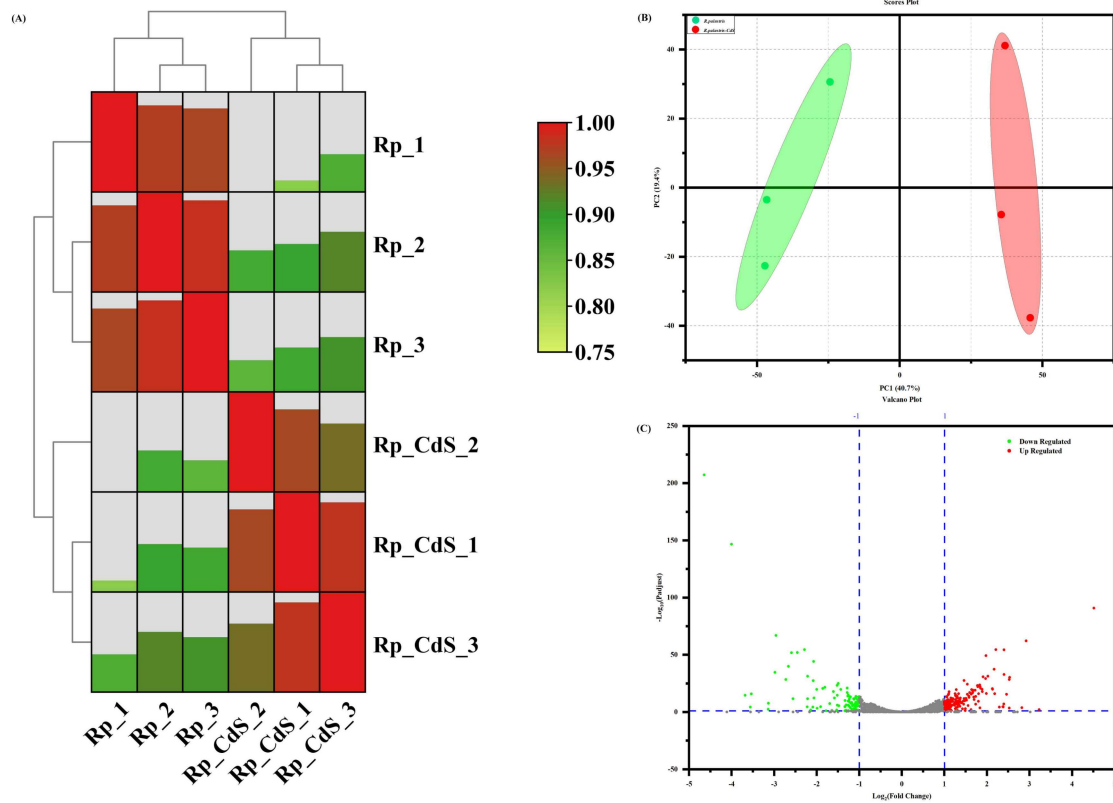 (A)
Rp_1
Rp_2
Rp_3
Rp_CdS_2
Rp_CdS_1
Rp_CdS_3
Rp_1
Rp_2
Rp_3
Rp_CdS_2
Rp_CdS_1
Rp_CdS_3
1.00
0.95
0.90
0.85
0.80
0.75
(B)
Scores Plot
R.palustris
R.palustris-CdS
PC2 (19.4%)
40
20
0
-20
-40
-50
0
50
PC1 (40.7%)
Valcano Plot
(C)
-1
1
Down Regulated
Up Regulated
-Log10(Padjust)
250
200
150
100
50
0
-50
-5
-4
-3
-2
-1
0
1
2
3
4
Log2(Fold Change)